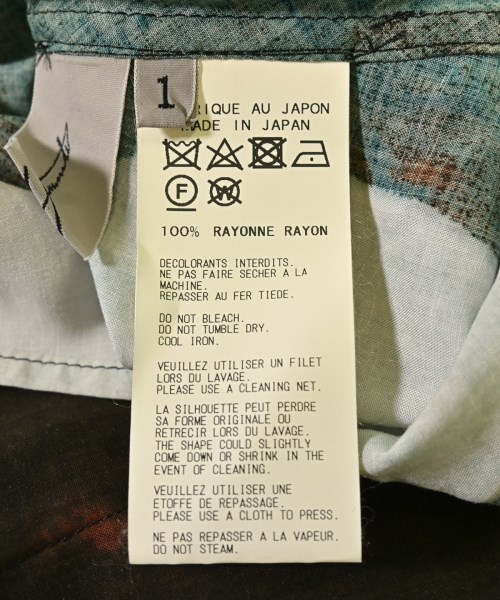 1
RIQUE AU JAPON
MADE IN JAPAN
F W
100% RAYONNE RAYON
DECOLORANTS INTERDITS.
NE PAS FAIRE SECHER A LA
MACHINE.
REPASSER AU FER TIEDE.
DO NOT BLEACH.
DO NOT TUMBLE DRY.
COOL IRON.
VEUILLEZ UTILISER UN FILET
LORS DU LAVAGE.
PLEASE USE A CLEANING NET.
LA SILHOUETTE PEUT PERDRE
SA FORME ORIGINALE OU
RETRECIR LORS DU LAVAGE.
THE SHAPE COULD SLIGHTLY
COME DOWN OR SHRINK IN THE
EVENT OF CLEANING.
VEUILLEZ UTILISER UNE
ETOFFE DE REPASSAGE.
PLEASE USE A CLOTH TO PRESS.
NE PAS REPASSER A LA VAPEUR.
DO NOT STEAM.